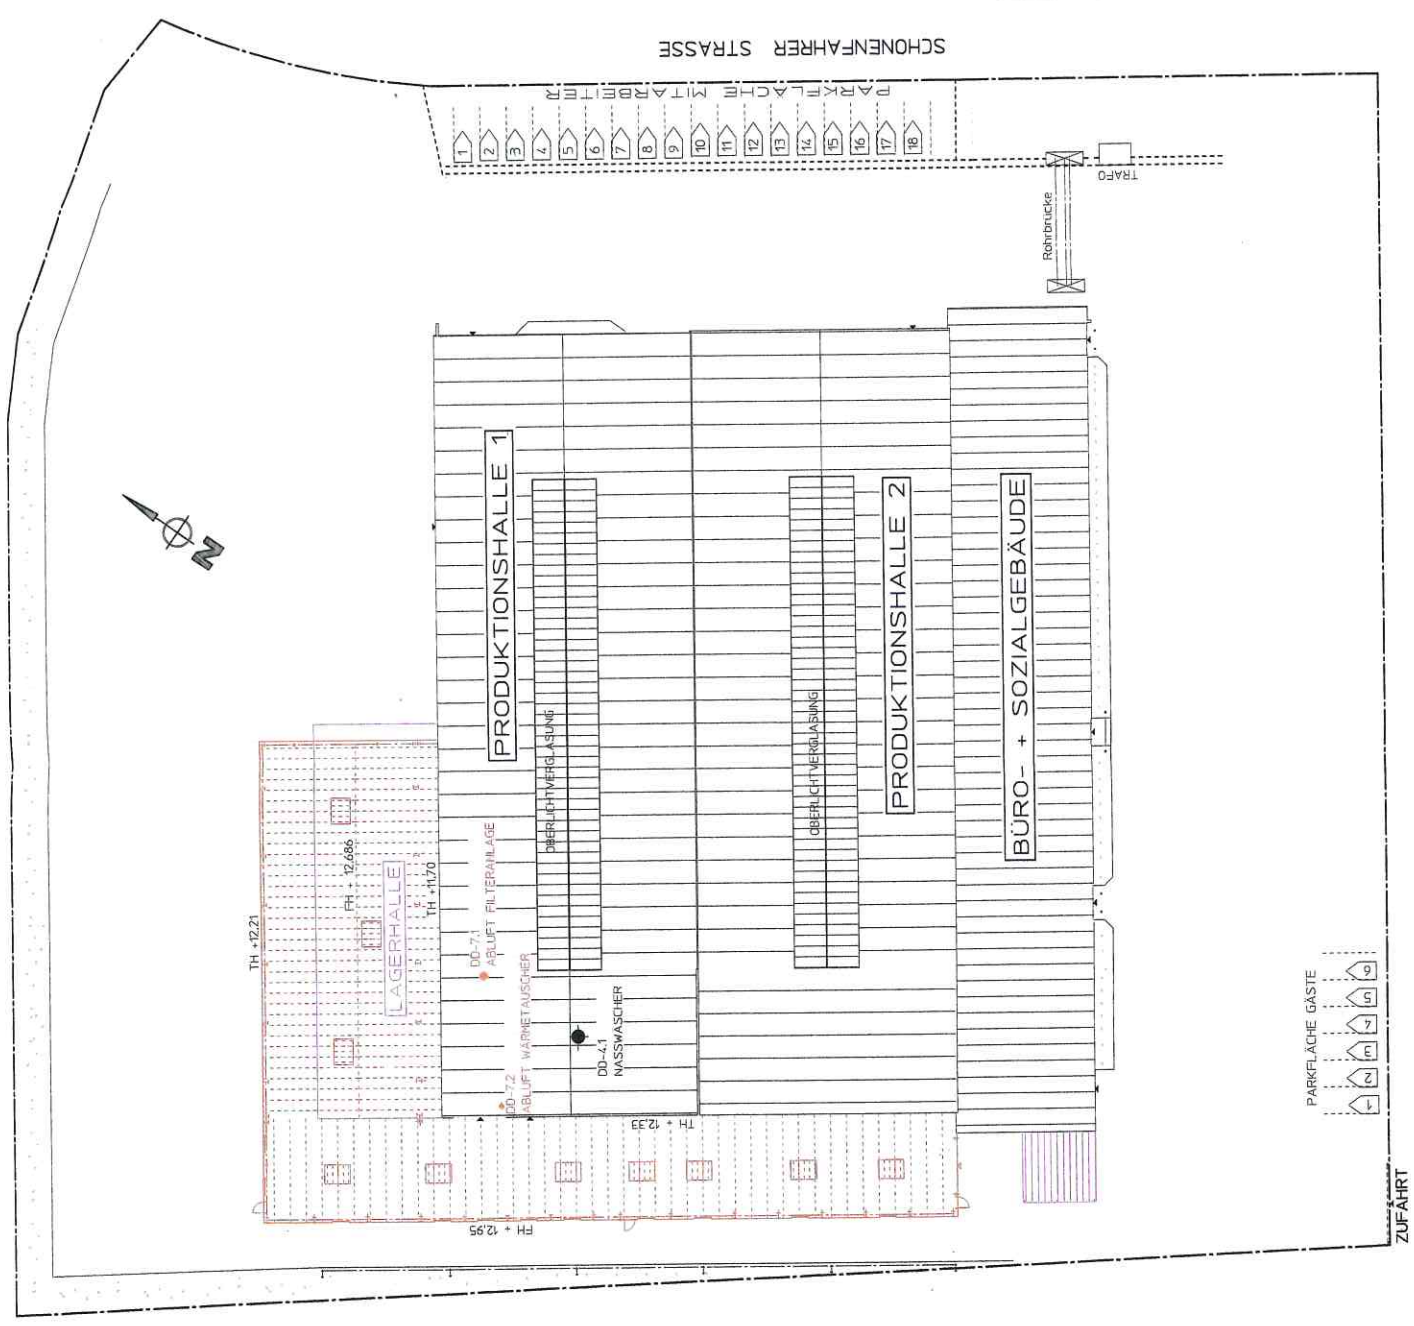 SCHONENFAHRER STRASSE
PARKFLÄCHE MITARBEITER
1
2
3
4
5
6
7
8
9
10
11
12
13
14
15
16
17
18
TRAFO
Rohrbrücke
N
PRODUKTIONSHALLE 1
OBERLICHTVERGLASUNG
PRODUKTIONSHALLE 2
OBERLICHTVERGLASUNG
BÜRO- + SOZIALGEBÄUDE
TH +12,21
FH + 12,686
LAGERHALLE
TH +11,70
DD-7.1
ABLUFT FILTERANLAGE
DD-7.2
ABLUFT WÄRMETAUSCHER
DD-4.1
NASSWÄSCHER
TH + 12,33
FH + 12,95
PARKFLÄCHE GÄSTE
1
2
3
4
5
6
ZUFAHRT